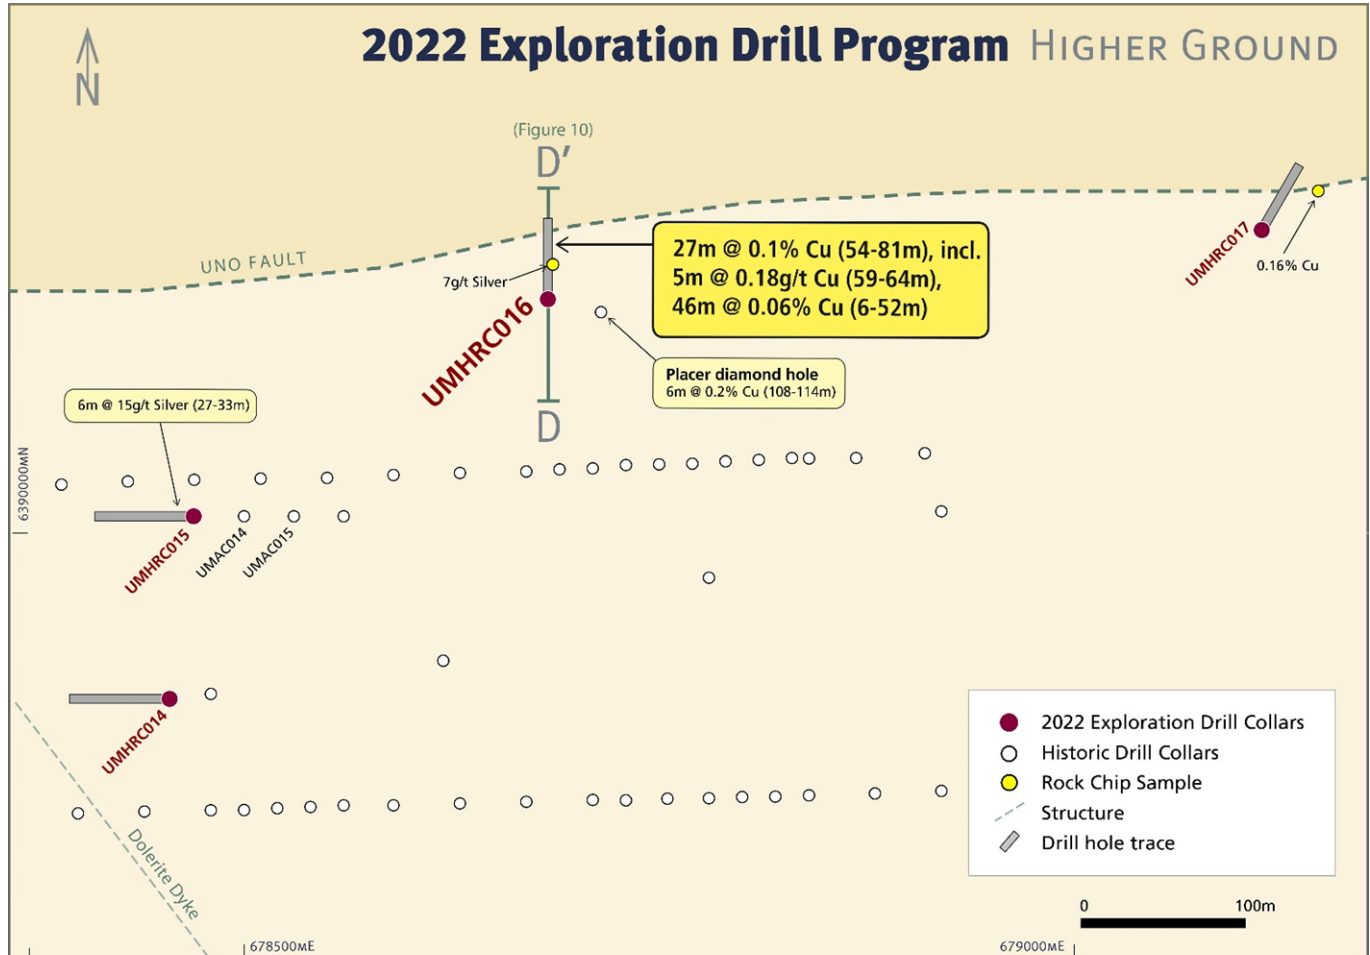 2022 Exploration Drill Program HIGHER GROUND
N
(Figure 10)
D’
UNO FAULT
7g/t Silver
UMHRC016
27m @ 0.1% Cu (54-81m), incl.
5m @ 0.18g/t Cu (59-64m),
46m @ 0.06% Cu (6-52m)
UMHRC017
0.16% Cu
Placer diamond hole
6m @ 0.2% Cu (108-114m)
D
6m @ 15g/t Silver (27-33m)
6390000mN
UMHRC015
UMAC014
UMAC015
UMHRC014
Dolerite Dyke
2022 Exploration Drill Collars
Historic Drill Collars
Rock Chip Sample
Structure
Drill hole trace
0 100m
678500mE
679000mE